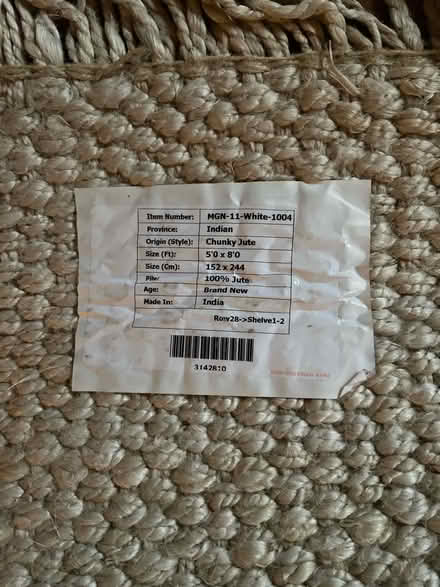 Item Number: MGN-11-White-1004
Province: Indian
Origin (Style): Chunky Jute
Size (Ft): 5'0 x 8'0
Size (Cm): 152 x 244
Pile: 100% Jute
Age: Brand New
Made In: India
Row28->Shelve1-2
3142810